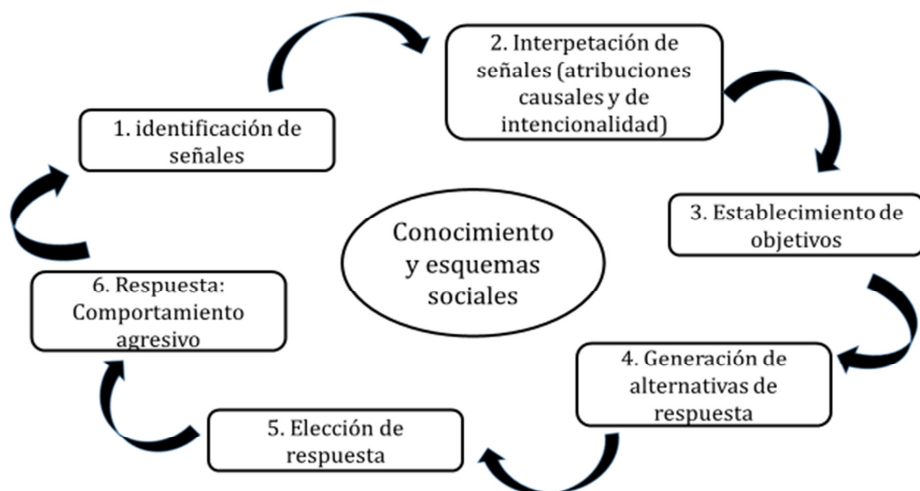 1. identificación de
señales
2. Interpetación de
señales (atribuciones
causales y de
intencionalidad)
3. Establecimiento de
objetivos
4. Generación de
alternativas de
respuesta
5. Elección de
respuesta
6. Respuesta:
Comportamiento
agresivo
Conocimiento
y esquemas
sociales